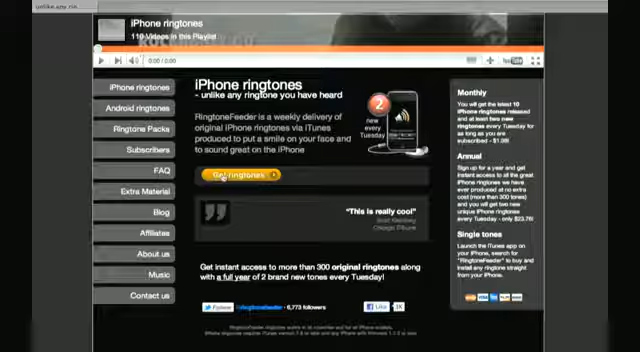 unlike any rin
iPhone ringtones
119 Videos in this Playlist
0:00 / 0:00
YouTube
iPhone ringtones
Android ringtones
Ringtone Packs
Subscribers
FAQ
Extra Material
Blog
Affiliates
About us
Music
Contact us
iPhone ringtones
- unlike any ringtone you have heard
RingtoneFeeder is a weekly delivery of
original iPhone ringtones via iTunes
produced to put a smile on your face and
to sound great on the iPhone
2
new
every
Tuesday
Get ringtones
"This is really cool"
Chicago Tribune
Get instant access to more than 300 original ringtones along
with a full year of 2 brand new tones every Tuesday!
Follow @ringtonefeeder 6,773 followers
Like 3K
Monthly
You will get the latest 10
iPhone ringtones released
and at least two new
ringtones every Tuesday for
as long as you are
subscribed - $1.99!
Annual
Sign up for a year and get
instant access to all the great
iPhone Ringtones we have
ever produced at no extra
cost (more than 300 tones)
and you will get two new
unique iPhone ringtones
every Tuesday - only $23.76!
Single tones
Launch the iTunes app on
your iPhone, search for
"RingtoneFeeder" to buy and
install any ringtone straight
from your iPhone.